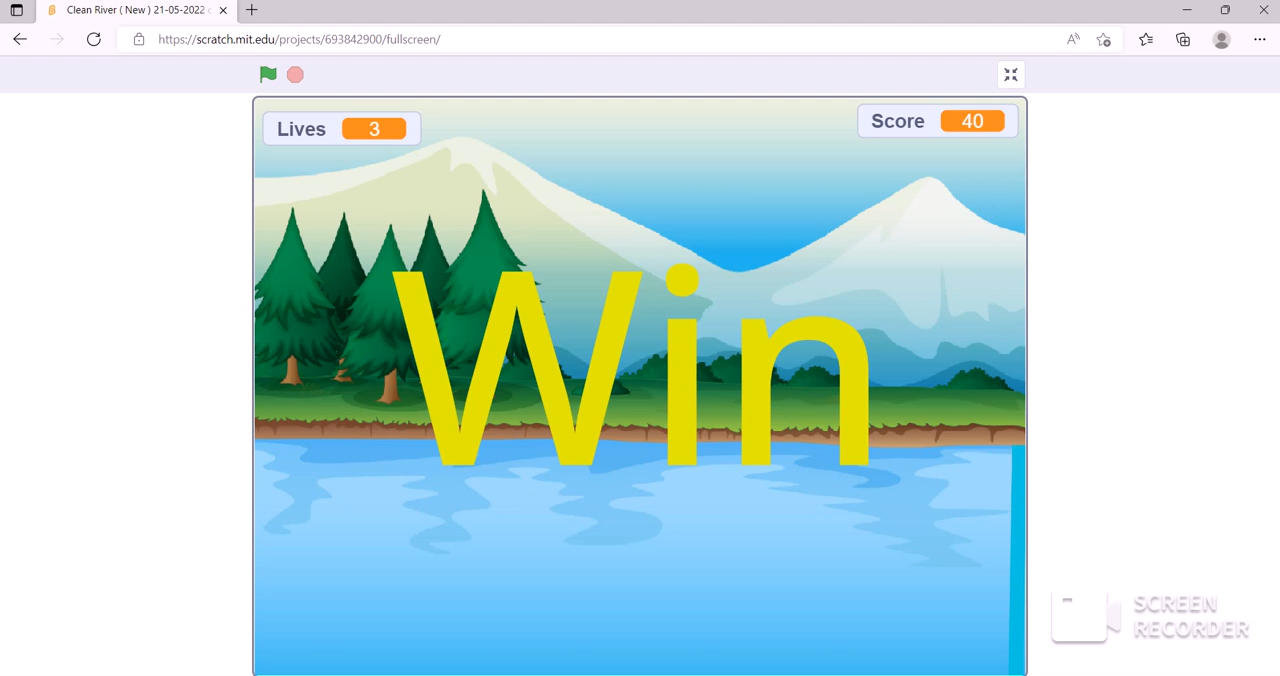 Clean River ( New ) 21-05-2022
https://scratch.mit.edu/projects/693842900/fullscreen/
Lives 3
Score 40
Win
SCREEN
RECORDER